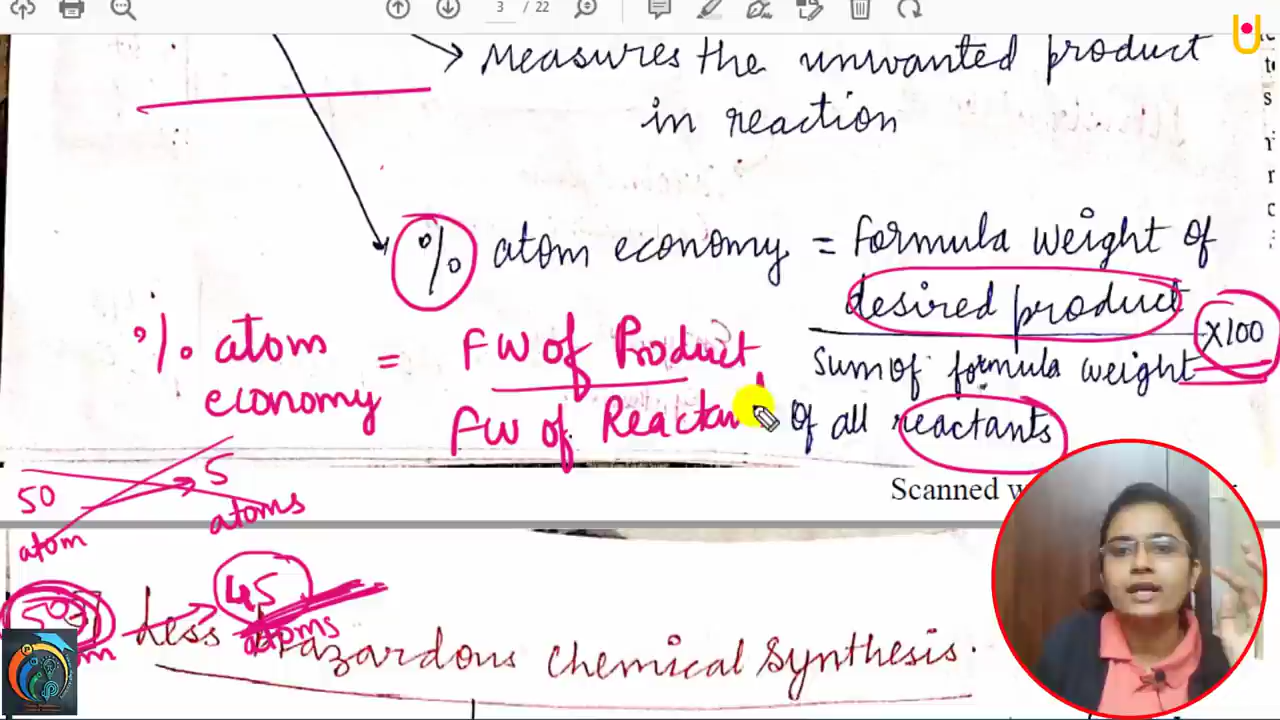 3 / 22
→ Measures the unwanted product
in reaction
% atom economy = formula weight of
desired product
X100
Sum of formula weight
of all reactants
% atom
economy = FW of Product
FW of Reactant
50
atom
5
atoms
Scanned
50
45
atoms
Less hazardous chemical Synthesis.